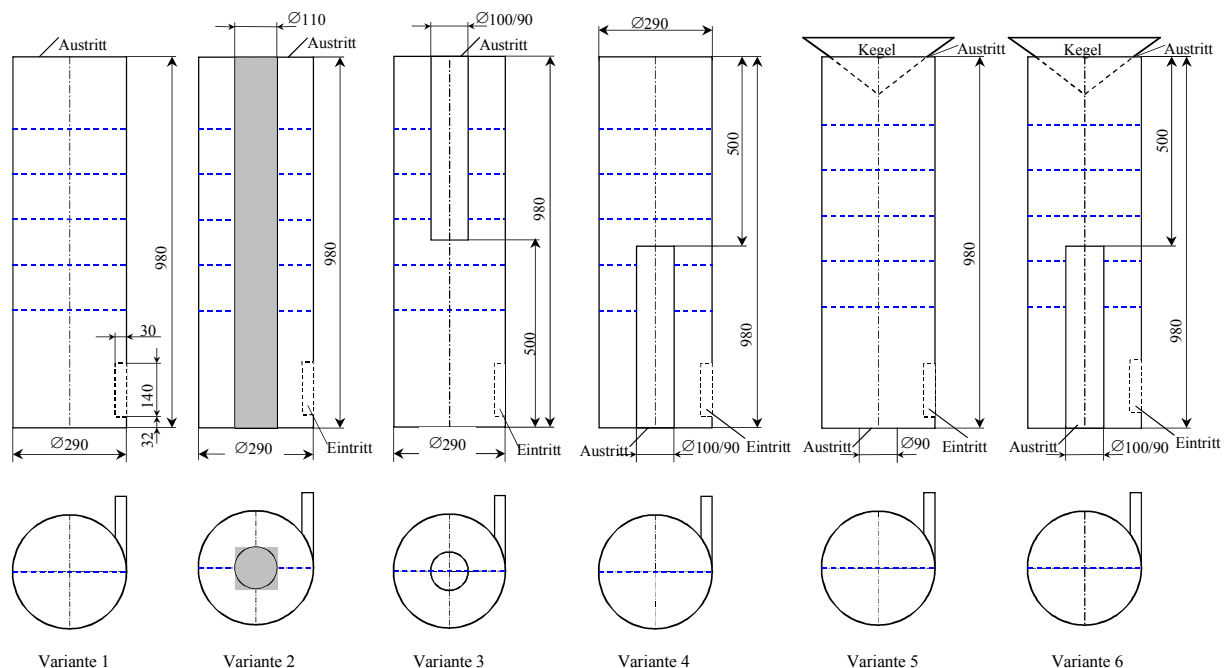 Austritt
980
30
140
32
∅290
Variante 1
∅110
Austritt
980
∅290
Eintritt
Variante 2
∅100/90
Austritt
980
500
∅290
Eintritt
Variante 3
∅290
500
980
Eintritt
Austritt
∅100/90
Variante 4
Kegel
Austritt
980
Eintritt
Austritt
∅90
Variante 5
Kegel
Austritt
500
980
Eintritt
Austritt
∅100/90
Variante 6